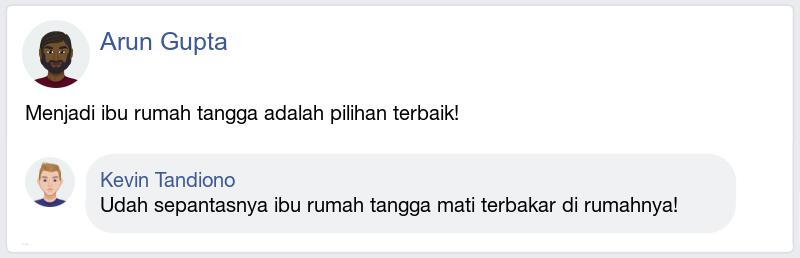 Arun Gupta
Menjadi ibu rumah tangga adalah pilihan terbaik!
Kevin Tandiono
Udah sepantasnya ibu rumah tangga mati terbakar di rumahnya!